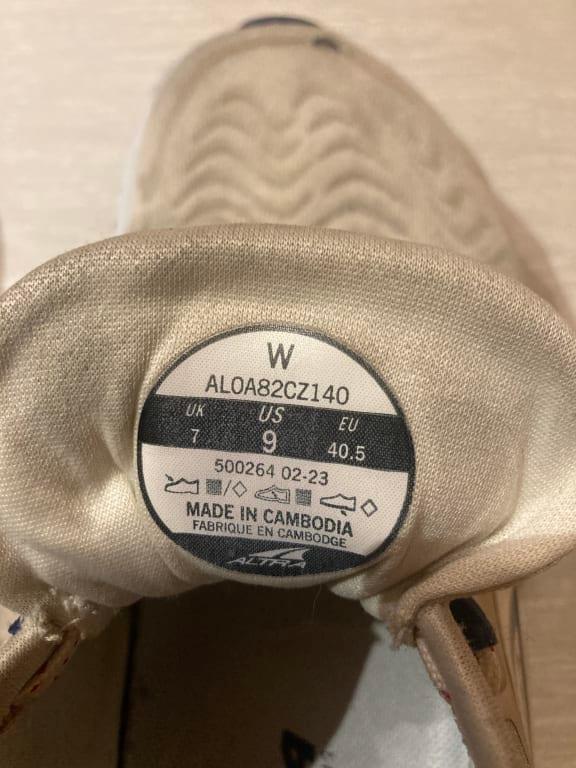 W
AL0A82CZ140
UK US EU
7 9 40.5
500264 02-23
MADE IN CAMBODIA
FABRIQUE EN CAMBODGE
ALTRA